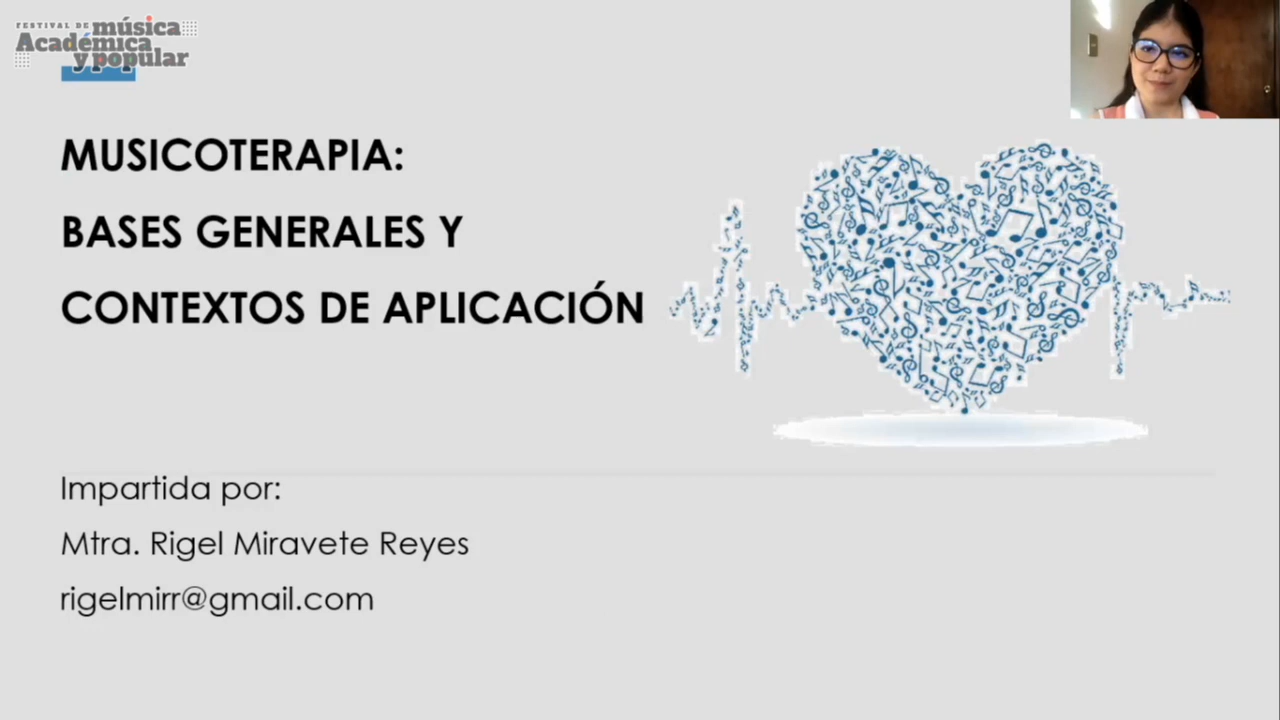 FESTIVAL DE música
Académica
y popular
MUSICOTERAPIA:
BASES GENERALES Y
CONTEXTOS DE APLICACIÓN
Impartida por:
Mtra. Rigel Miravete Reyes
rigelmirr@gmail.com